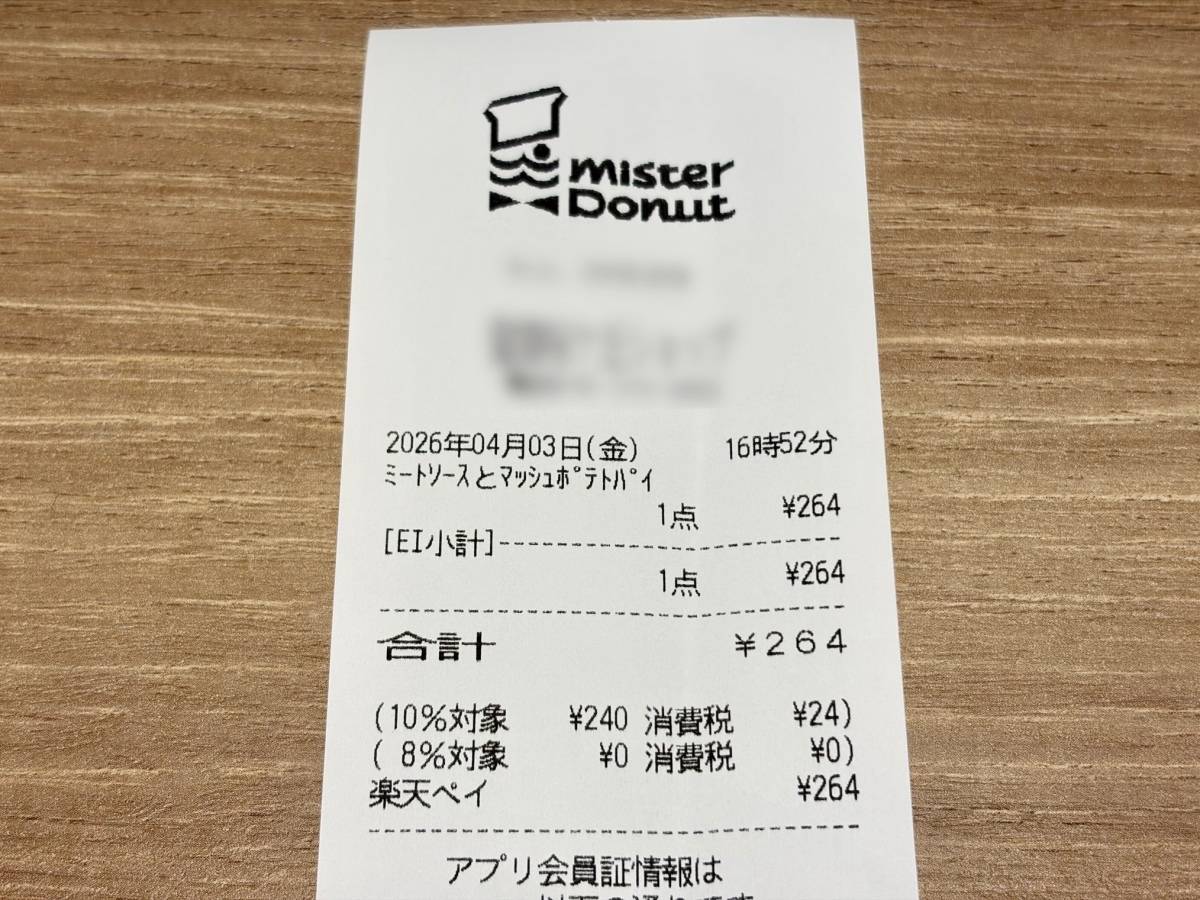 mister
Donut
2026年04月03日(金) 16時52分
ﾐｰﾄｿｰｽとﾏｯｼｭﾎﾟﾃﾄﾊﾟｲ
1点 ¥264
[EI小計]
1点 ¥264
合計 ¥264
(10%対象 ¥240 消費税 ¥24)
( 8%対象 ¥0 消費税 ¥0)
楽天ペイ ¥264
アプリ会員証情報は